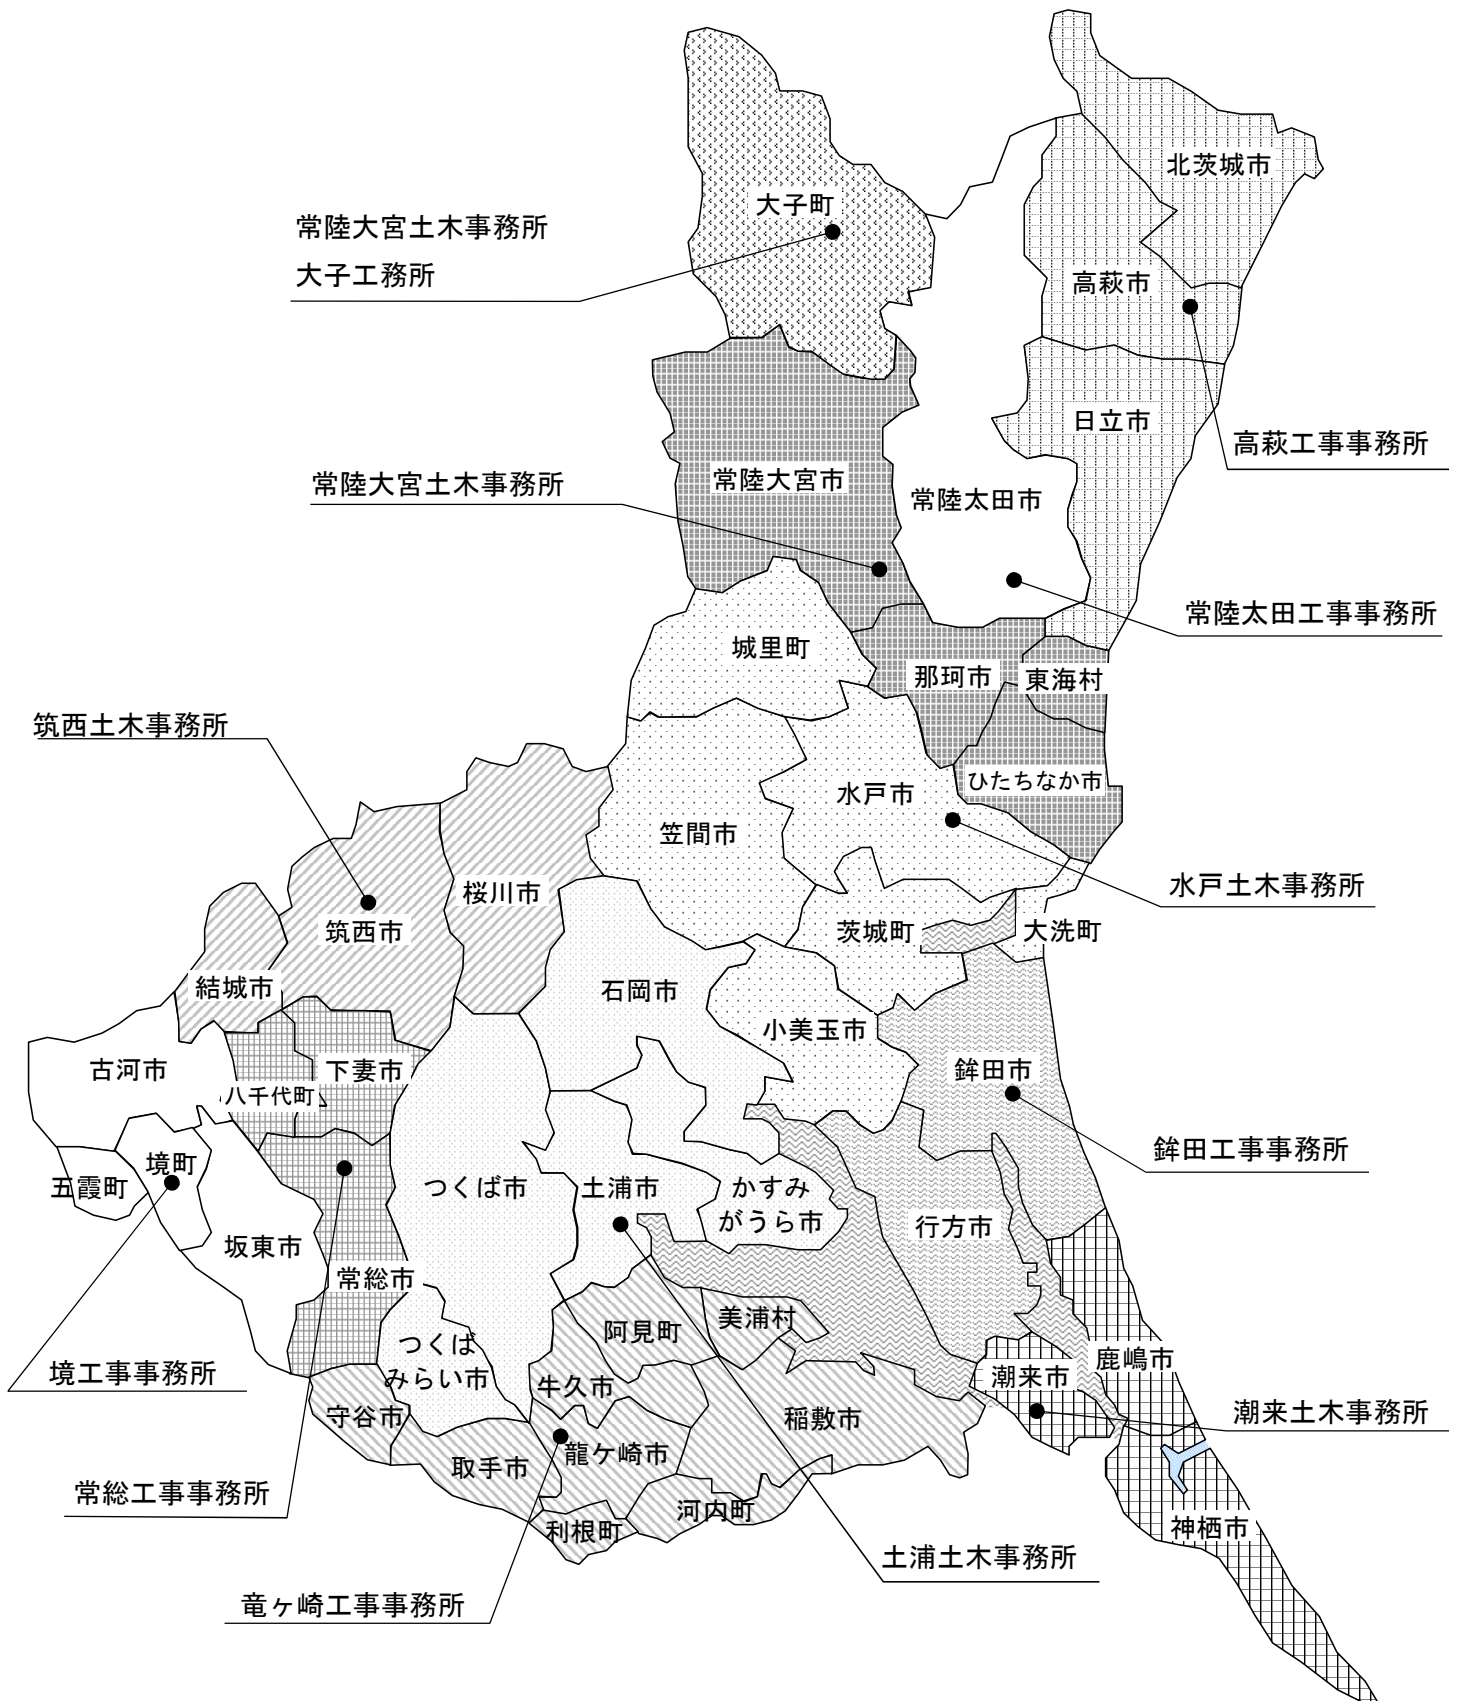 北茨城市
大子町
常陸大宮土木事務所
大子工務所
高萩市
日立市
高萩工事事務所
常陸大宮市
常陸大宮土木事務所
常陸太田市
常陸太田工事事務所
城里町
那珂市
東海村
筑西土木事務所
ひたちなか市
水戸市
笠間市
水戸土木事務所
桜川市
筑西市
茨城町
大洗町
結城市
石岡市
小美玉市
古河市
下妻市
八千代町
鉾田市
鉾田工事事務所
境町
五霞町
つくば市
土浦市
かすみ
がうら市
行方市
坂東市
常総市
美浦村
阿見町
つくば
みらい市
鹿嶋市
潮来市
境工事事務所
牛久市
守谷市
稲敷市
潮来土木事務所
龍ケ崎市
取手市
常総工事事務所
河内町
利根町
神栖市
土浦土木事務所
竜ヶ崎工事事務所